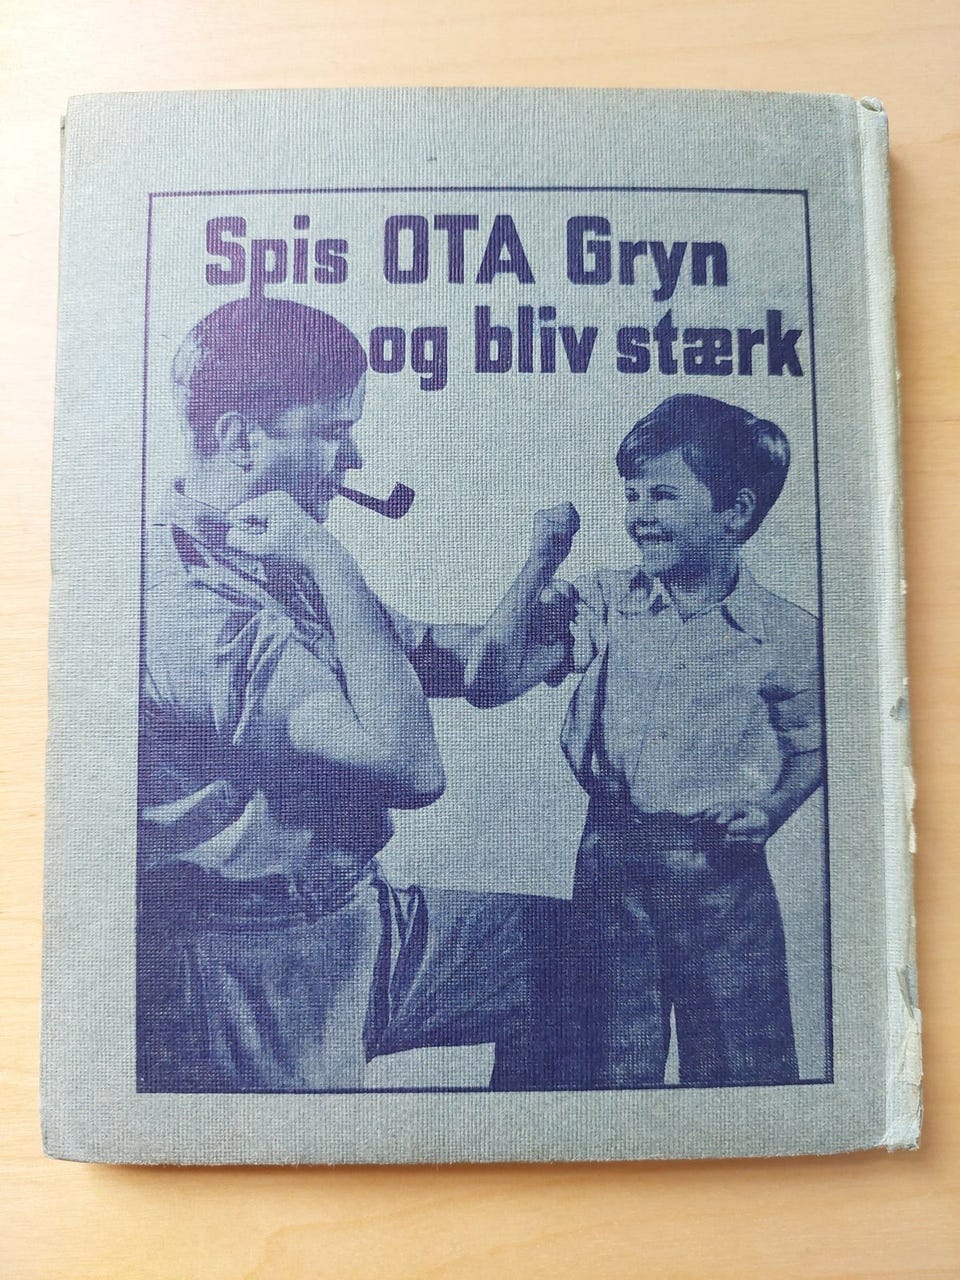 Spis OTA Gryn
og bliv stærk